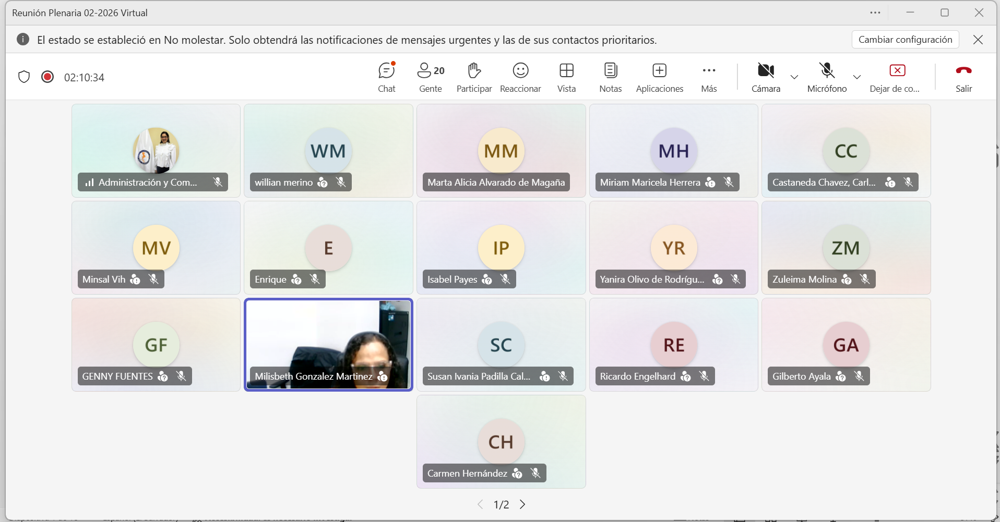 Reunión Plenaria 02-2026 Virtual
El estado se estableció en No molestar. Solo obtendrá las notificaciones de mensajes urgentes y las de sus contactos prioritarios.
Cambiar configuración
02:10:34
Chat
20
Gente
Participar
Reaccionar
Vista
Notas
Aplicaciones
Más
Cámara
Micrófono
Dejar de co...
Salir
Administración y Com...
WM
willian merino
MM
Marta Alicia Alvarado de Magaña
MH
Miriam Maricela Herrera
CC
Castaneda Chavez, Carl...
MV
Minsal Vih
E
Enrique
IP
Isabel Payes
YR
Yanira Olivo de Rodrígu...
ZM
Zuleima Molina
GF
GENNY FUENTES
Milisbeth Gonzalez Martinez
SC
Susan Ivania Padilla Cal...
RE
Ricardo Engelhard
GA
Gilberto Ayala
CH
Carmen Hernández
1/2